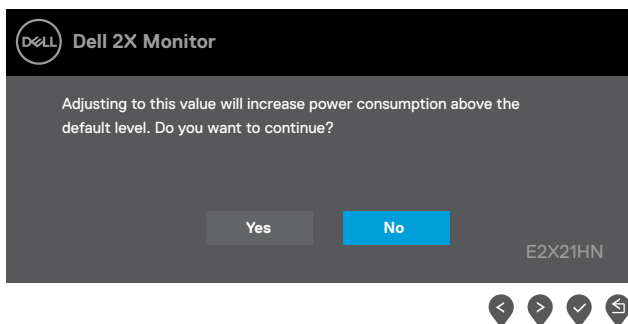 DELL Dell 2X Monitor
Adjusting to this value will increase power consumption above the
default level. Do you want to continue?
Yes No
E2X21HN